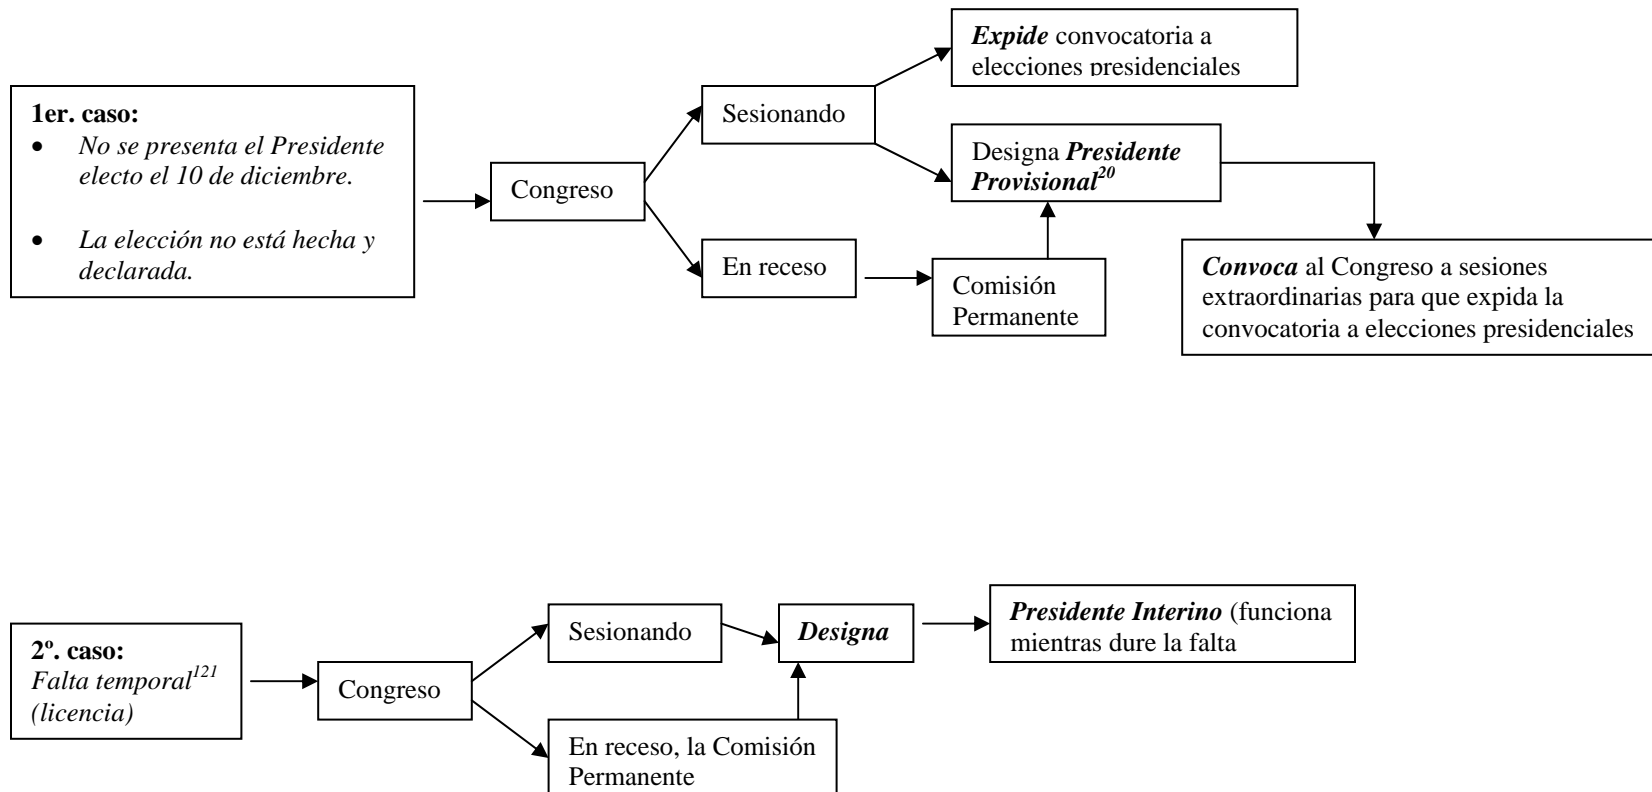 Expide convocatoria a
elecciones presidenciales
1er. caso:
• No se presenta el Presidente
electo el 10 de diciembre.
• La elección no está hecha y
declarada.
Congreso
Sesionando
Designa Presidente
Provisional20
En receso
Comisión
Permanente
Convoca al Congreso a sesiones
extraordinarias para que expida la
convocatoria a elecciones presidenciales
2º. caso:
Falta temporal121
(licencia)
Congreso
Sesionando
En receso, la Comisión
Permanente
Designa
Presidente Interino (funciona
mientras dure la falta